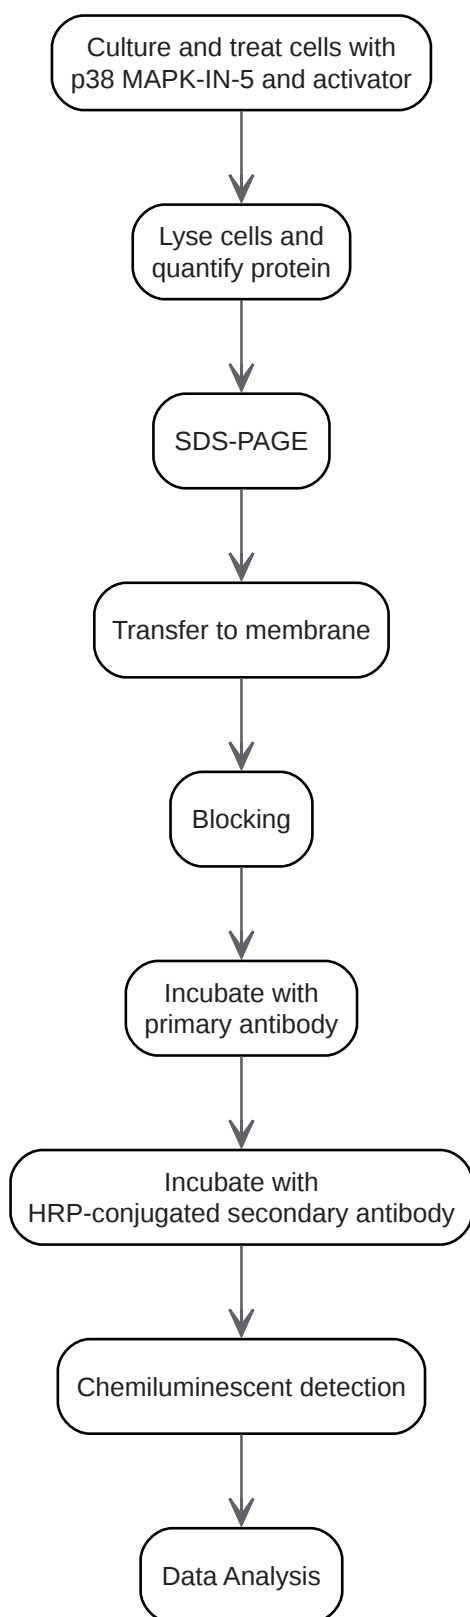 Culture and treat cells with
p38 MAPK-IN-5 and activator
Lyse cells and
quantify protein
SDS-PAGE
Transfer to membrane
Blocking
Incubate with
primary antibody
Incubate with
HRP-conjugated secondary antibody
Chemiluminescent detection
Data Analysis